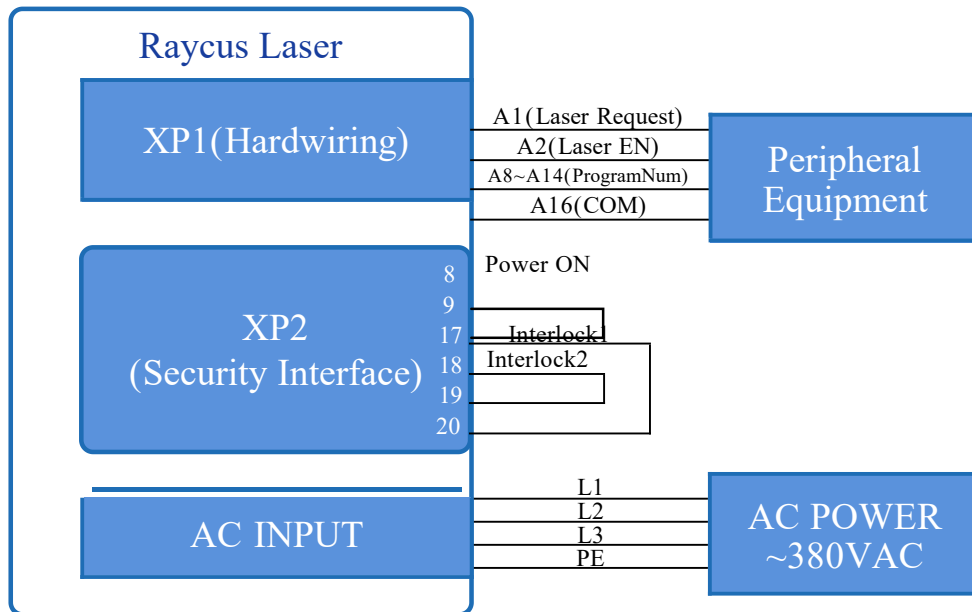 Raycus Laser
XP1(Hardwiring)
A1(Laser Request)
A2(Laser EN)
A8~A14(ProgramNum)
A16(COM)
Peripheral
Equipment
XP2
(Security Interface)
8
9
17
18
19
20
Power ON
Interlock1
Interlock2
AC INPUT
L1
L2
L3
PE
AC POWER
~380VAC